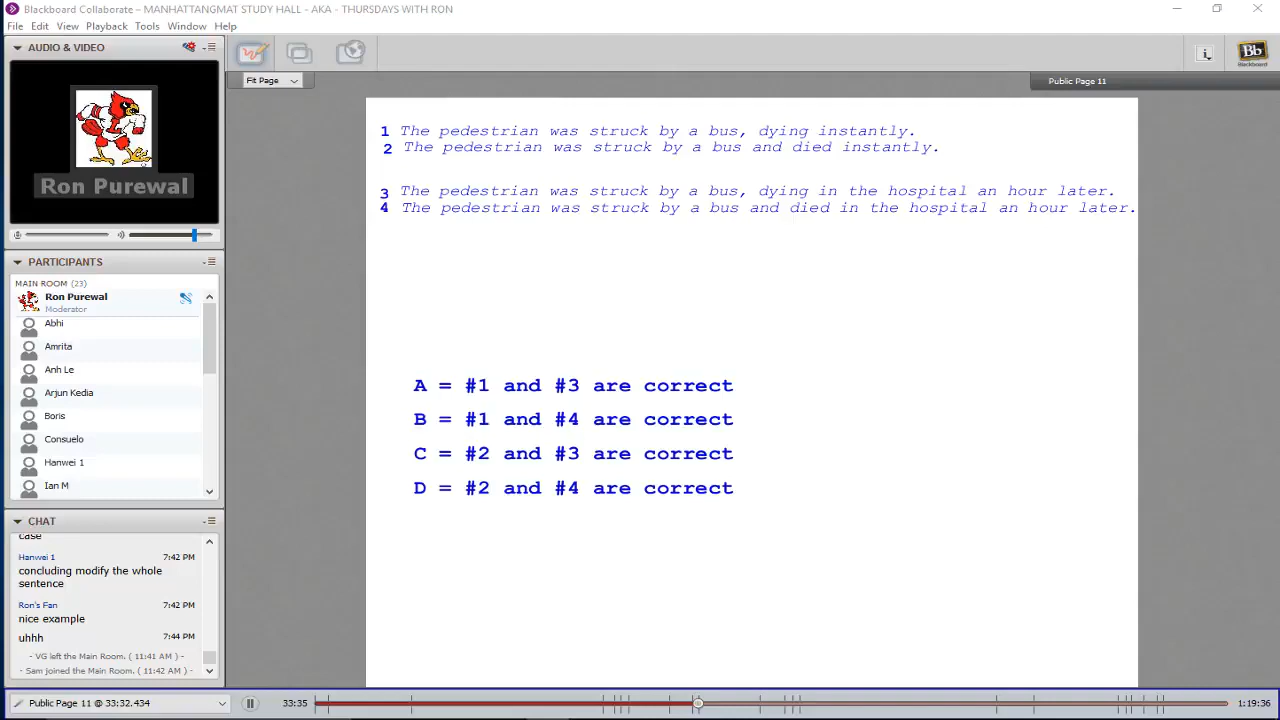 Blackboard Collaborate – MANHATTANGMAT STUDY HALL - AKA - THURSDAYS WITH RON
File Edit View Playback Tools Window Help
AUDIO & VIDEO
Ron Purewal
PARTICIPANTS
MAIN ROOM (23)
Ron Purewal
Moderator
Abhi
Amrita
Anh Le
Arjun Kedia
Boris
Consuelo
Hanwei 1
Ian M
CHAT
case
Hanwei 1 7:42 PM
concluding modify the whole
sentence
Ron's Fan 7:42 PM
nice example
uhhh 7:44 PM
- VG left the Main Room. ( 11:41 AM ) -
- Sam joined the Main Room. ( 11:42 AM ) -
Fit Page
Public Page 11
Bb
Blackboard
1 The pedestrian was struck by a bus, dying instantly.
2 The pedestrian was struck by a bus and died instantly.
3 The pedestrian was struck by a bus, dying in the hospital an hour later.
4 The pedestrian was struck by a bus and died in the hospital an hour later.
A = #1 and #3 are correct
B = #1 and #4 are correct
C = #2 and #3 are correct
D = #2 and #4 are correct
Public Page 11 @ 33:32.434
33:35
1:19:36